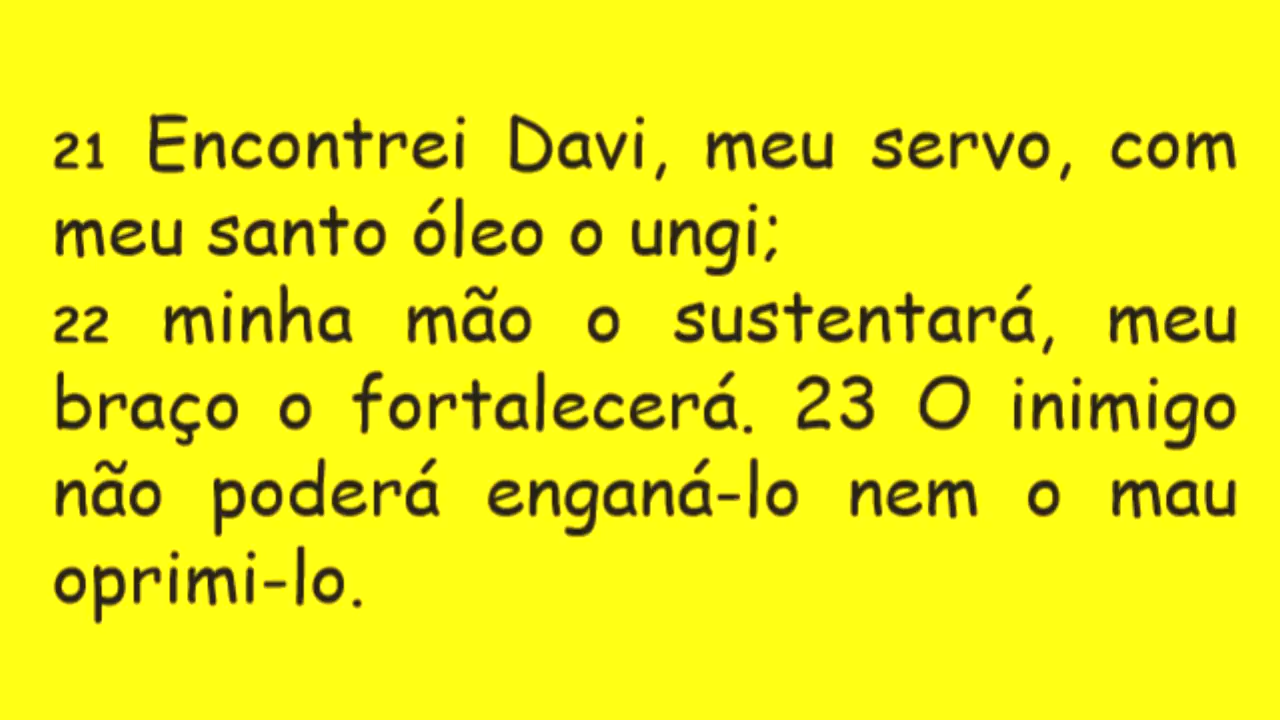 21 Encontrei Davi, meu servo, com
meu santo óleo o ungi;
22 minha mão o sustentará, meu
braço o fortalecerá. 23 O inimigo
não poderá enganá-lo nem o mau
oprimi-lo.